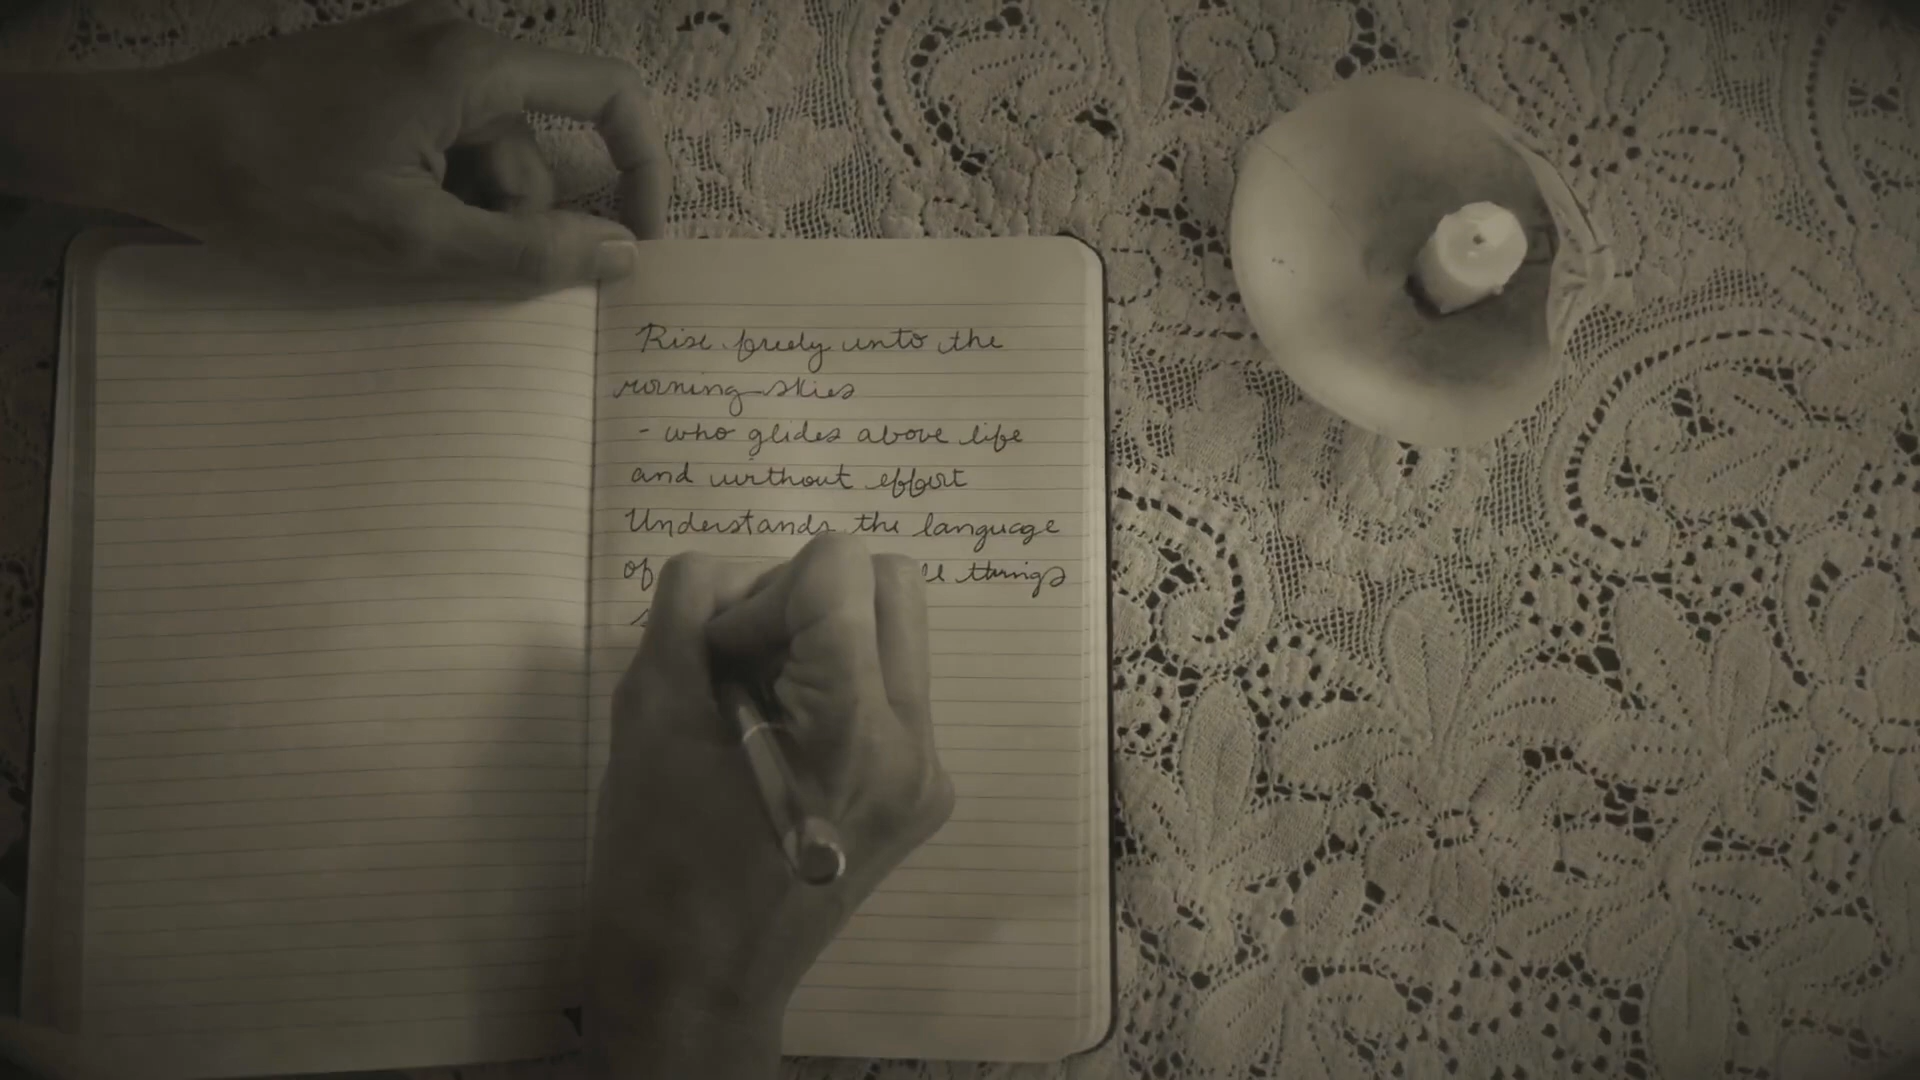 Rise freely unto the
morning skies
- who glides above life
and without effort
Understands the language
of things